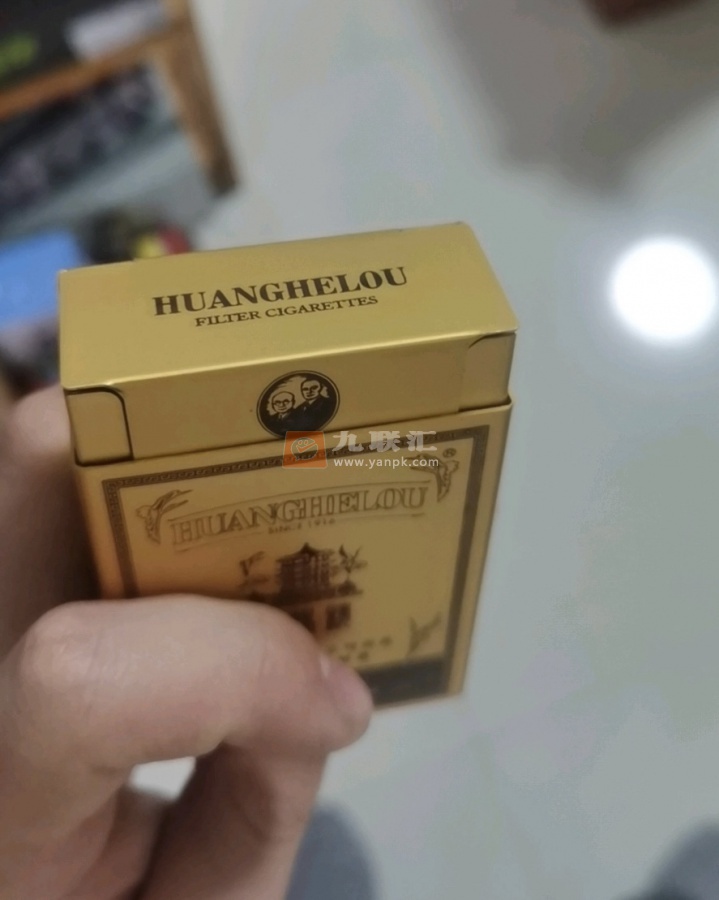 HUANGHELOU
FILTER CIGARETTES
九联汇
www.yanpk.com
®
HUANGHELOU
SINCE 1916